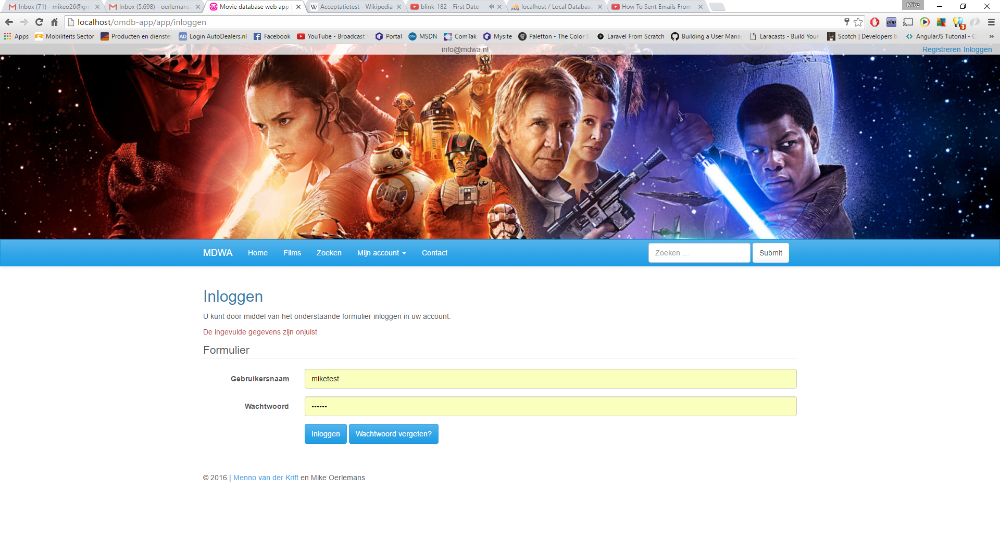 Mike
Inbox (71) - mikeo26@gm
Inbox (5.698) - oerlemans
Movie database web app
Acceptatietest - Wikipedia
blink-182 - First Date -
localhost / Local Database
How To Sent Emails From
localhost/omdb-app/app/inloggen
php
3
Apps
Mobiliteits Sector
Producten en dienste
AD Login AutoDealers.nl
Facebook
YouTube - Broadcast Y
Portal
MSDN
ComTak
Mysite
Paletton - The Color S
Laravel From Scratch
Building a User Mana
Laracasts - Build Your
Scotch | Developers b
AngularJS Tutorial - C
»
info@mdwa.nl
Registreren Inloggen
MDWA Home Films Zoeken Mijn account Contact Zoeken ... Submit
Inloggen
U kunt door middel van het onderstaande formulier inloggen in uw account.
De ingevulde gegevens zijn onjuist
Formulier
Gebruikersnaam miketest
Wachtwoord ••••••
Inloggen Wachtwoord vergeten?
© 2016 | Menno van der Krift en Mike Oerlemans